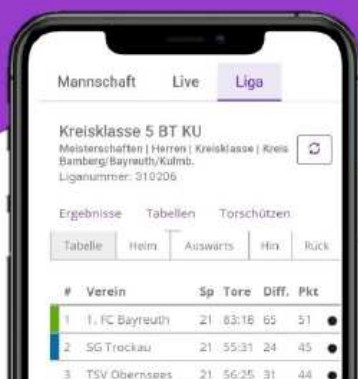 Mannschaft Live Liga
Kreisklasse 5 BT KU
Meisterschaften | Herren | Kreisklasse | Kreis
Bamberg/Bayreuth/Kulmb.
Liganummer: 310206
Ergebnisse Tabellen Torschützen
Tabelle Heim Auswärts Hin Rück
# Verein Sp Tore Diff. Pkt
1 1. FC Bayreuth 21 83:18 65 51
2 SG Trockau 21 55:31 24 45
3 TSV Obernsees 21 56:25 31 44